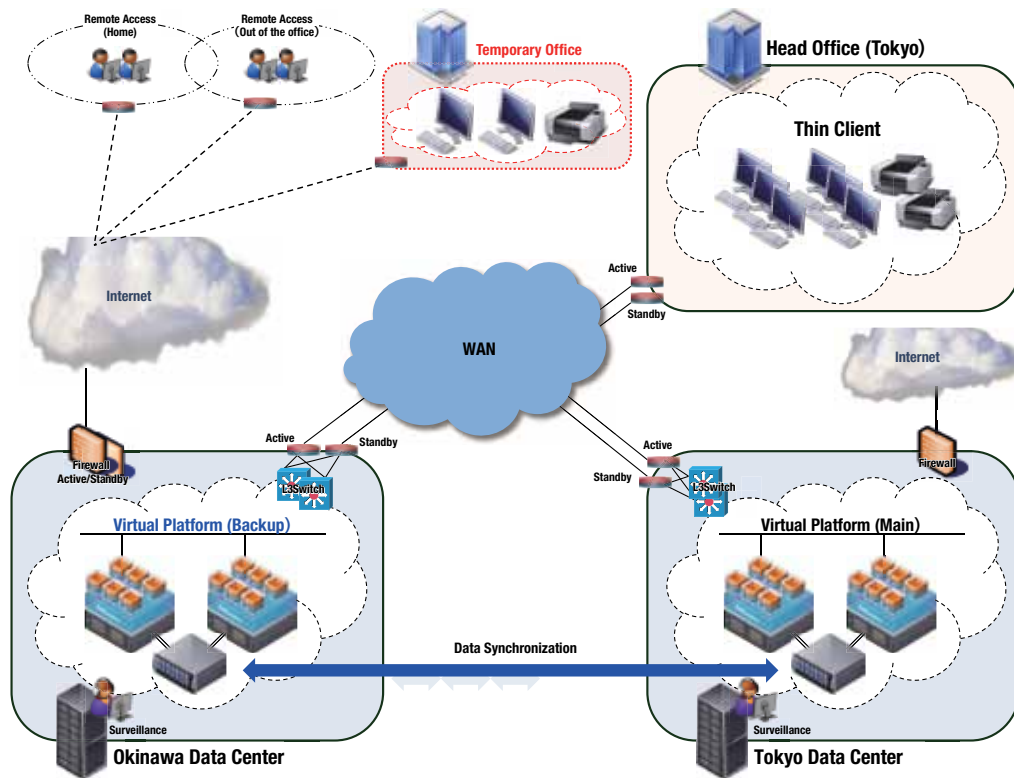 Remote Access
(Home)
Remote Access
(Out of the office)
Temporary Office
Head Office (Tokyo)
Thin Client
Internet
Active
Standby
WAN
Internet
Active
Standby
Firewall
Active/Standby
L3Switch
Active
Standby
L3Switch
Firewall
Virtual Platform (Backup)
Virtual Platform (Main)
Data Synchronization
Surveillance
Okinawa Data Center
Surveillance
Tokyo Data Center